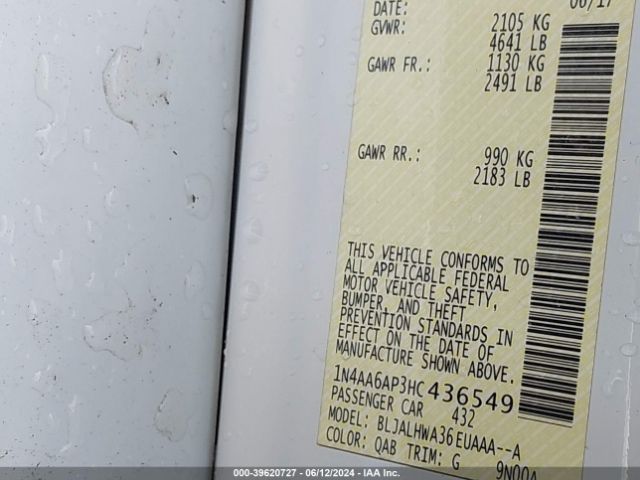 DATE: 06/17
GVWR: 2105 KG
4641 LB
GAWR FR.: 1130 KG
2491 LB
GAWR RR.: 990 KG
2183 LB
THIS VEHICLE CONFORMS TO
ALL APPLICABLE FEDERAL
MOTOR VEHICLE SAFETY,
BUMPER, AND THEFT
PREVENTION STANDARDS IN
EFFECT ON THE DATE OF
MANUFACTURE SHOWN ABOVE.
1N4AA6AP3HC436549
PASSENGER CAR 432
MODEL: BLJALHWA36EUAAA--A
COLOR: QAB TRIM: G 9N00A
000-39620727 - 06/12/2024 - IAA Inc.